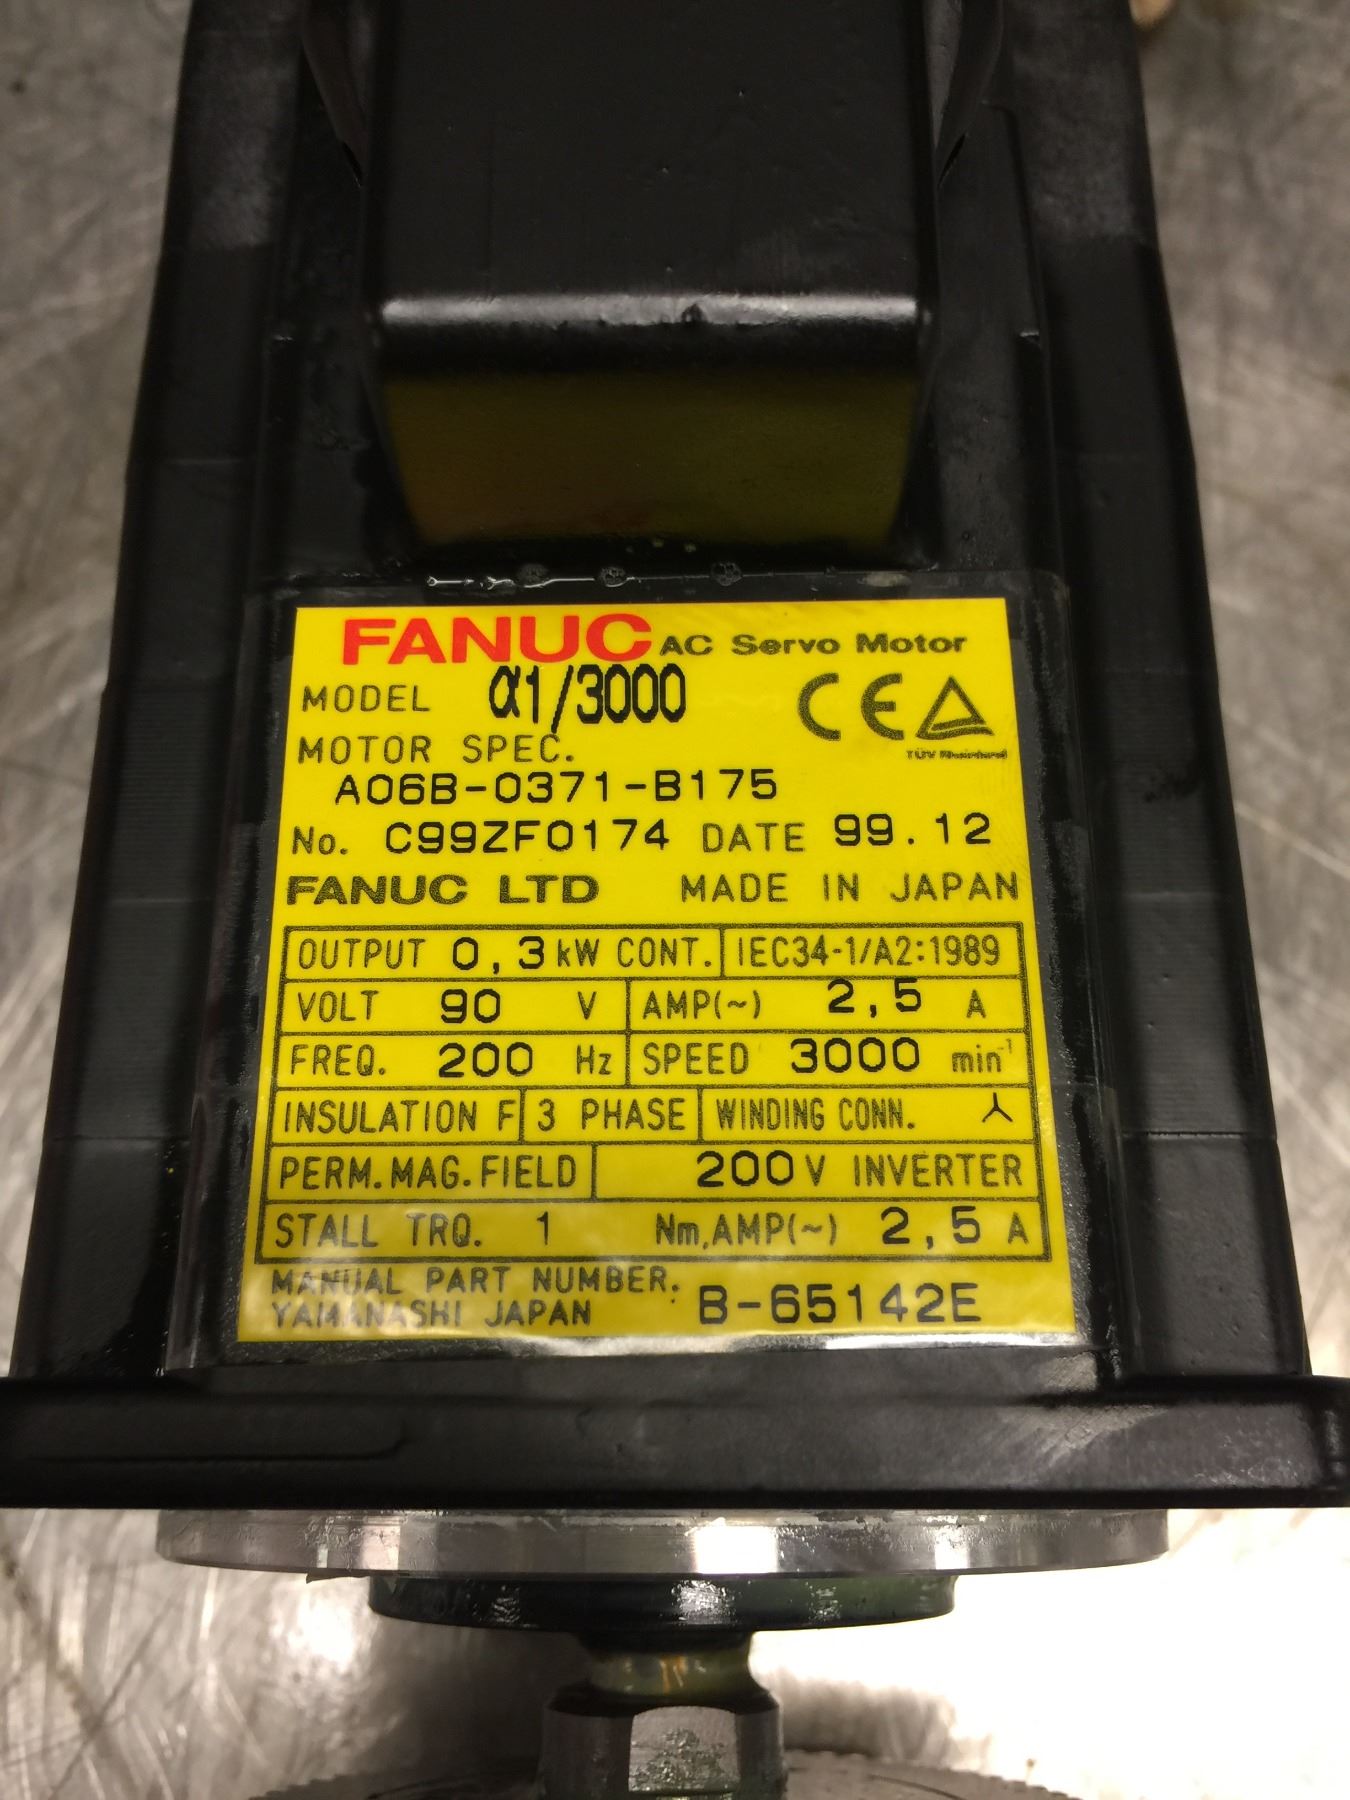 FANUC AC Servo Motor
MODEL α1/3000
CE TÜV Rheinland
MOTOR SPEC.
A06B-0371-B175
No. C99ZF0174 DATE 99.12
FANUC LTD MADE IN JAPAN
OUTPUT 0,3 kW CONT. IEC34-1/A2:1989
VOLT 90 V AMP(~) 2,5 A
FREQ. 200 Hz SPEED 3000 min⁻¹
INSULATION F 3 PHASE WINDING CONN.
PERM.MAG.FIELD 200V INVERTER
STALL TRQ. 1 Nm,AMP(~) 2,5 A
MANUAL PART NUMBER.
YAMANASHI JAPAN : B-65142E